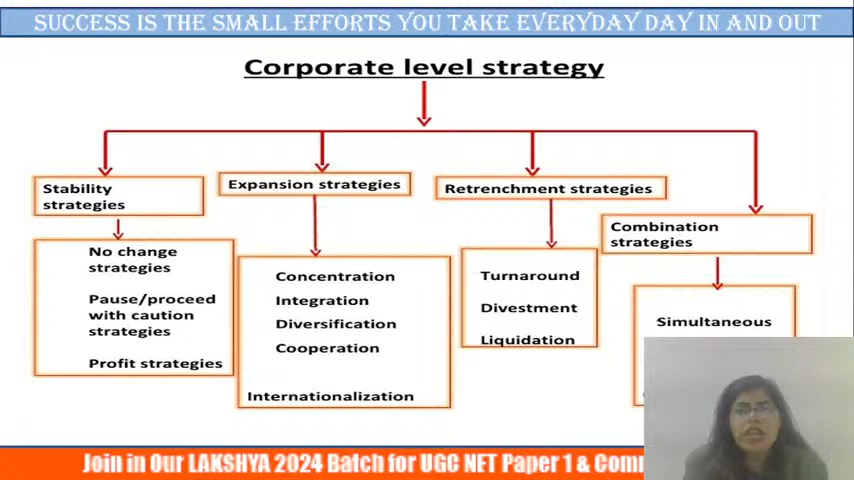 SUCCESS IS THE SMALL EFFORTS YOU TAKE EVERYDAY DAY IN AND OUT
Corporate level strategy
Stability
strategies
Expansion strategies
Retrenchment strategies
Combination
strategies
No change
strategies
Pause/proceed
with caution
strategies
Profit strategies
Concentration
Integration
Diversification
Cooperation
Internationalization
Turnaround
Divestment
Liquidation
Simultaneous
Join in Our LAKSHYA 2024 Batch for UGC NET Paper 1 &